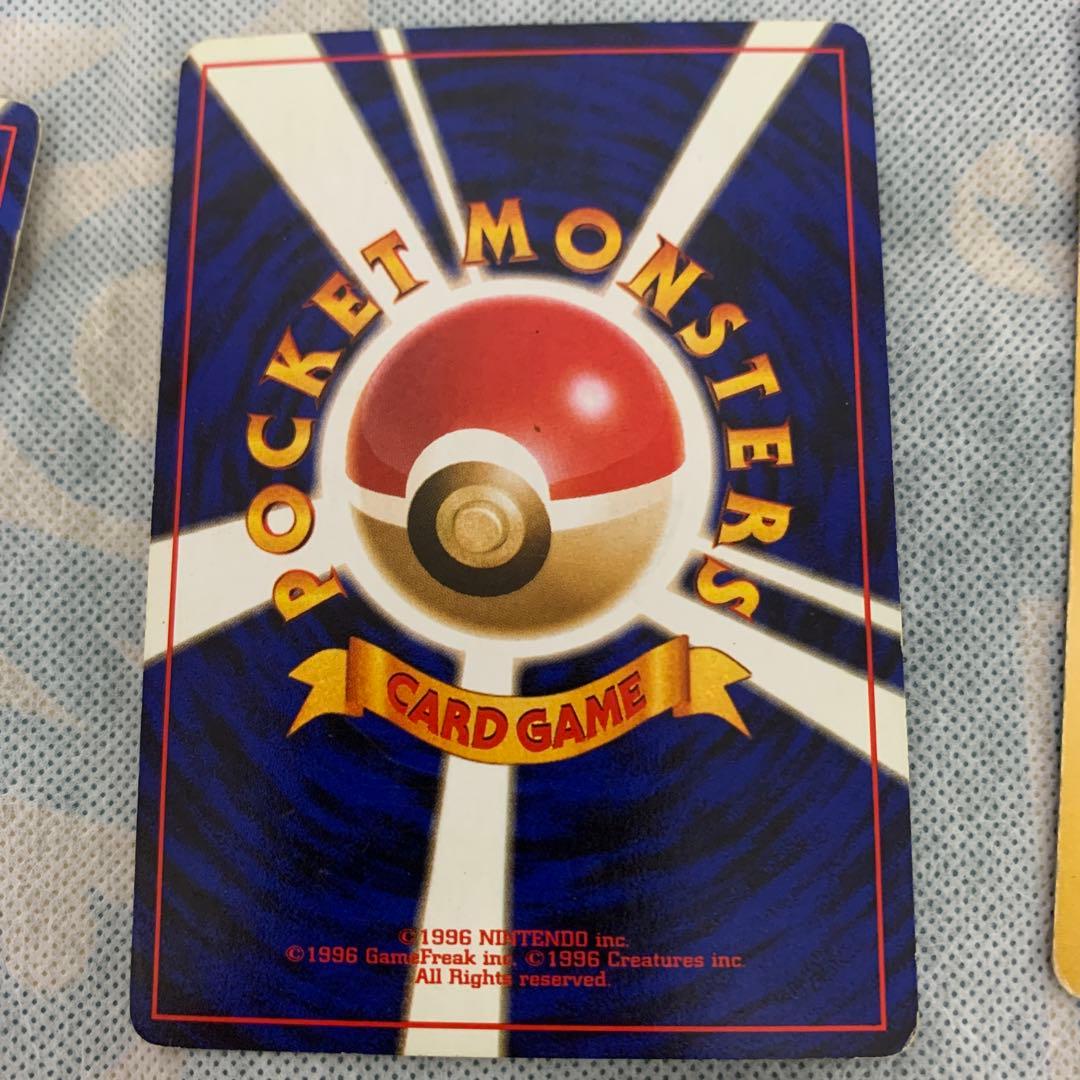 POCKET MONSTERS
CARD GAME
©1996 NINTENDO inc.
©1996 GameFreak inc. ©1996 Creatures inc.
All Rights reserved.